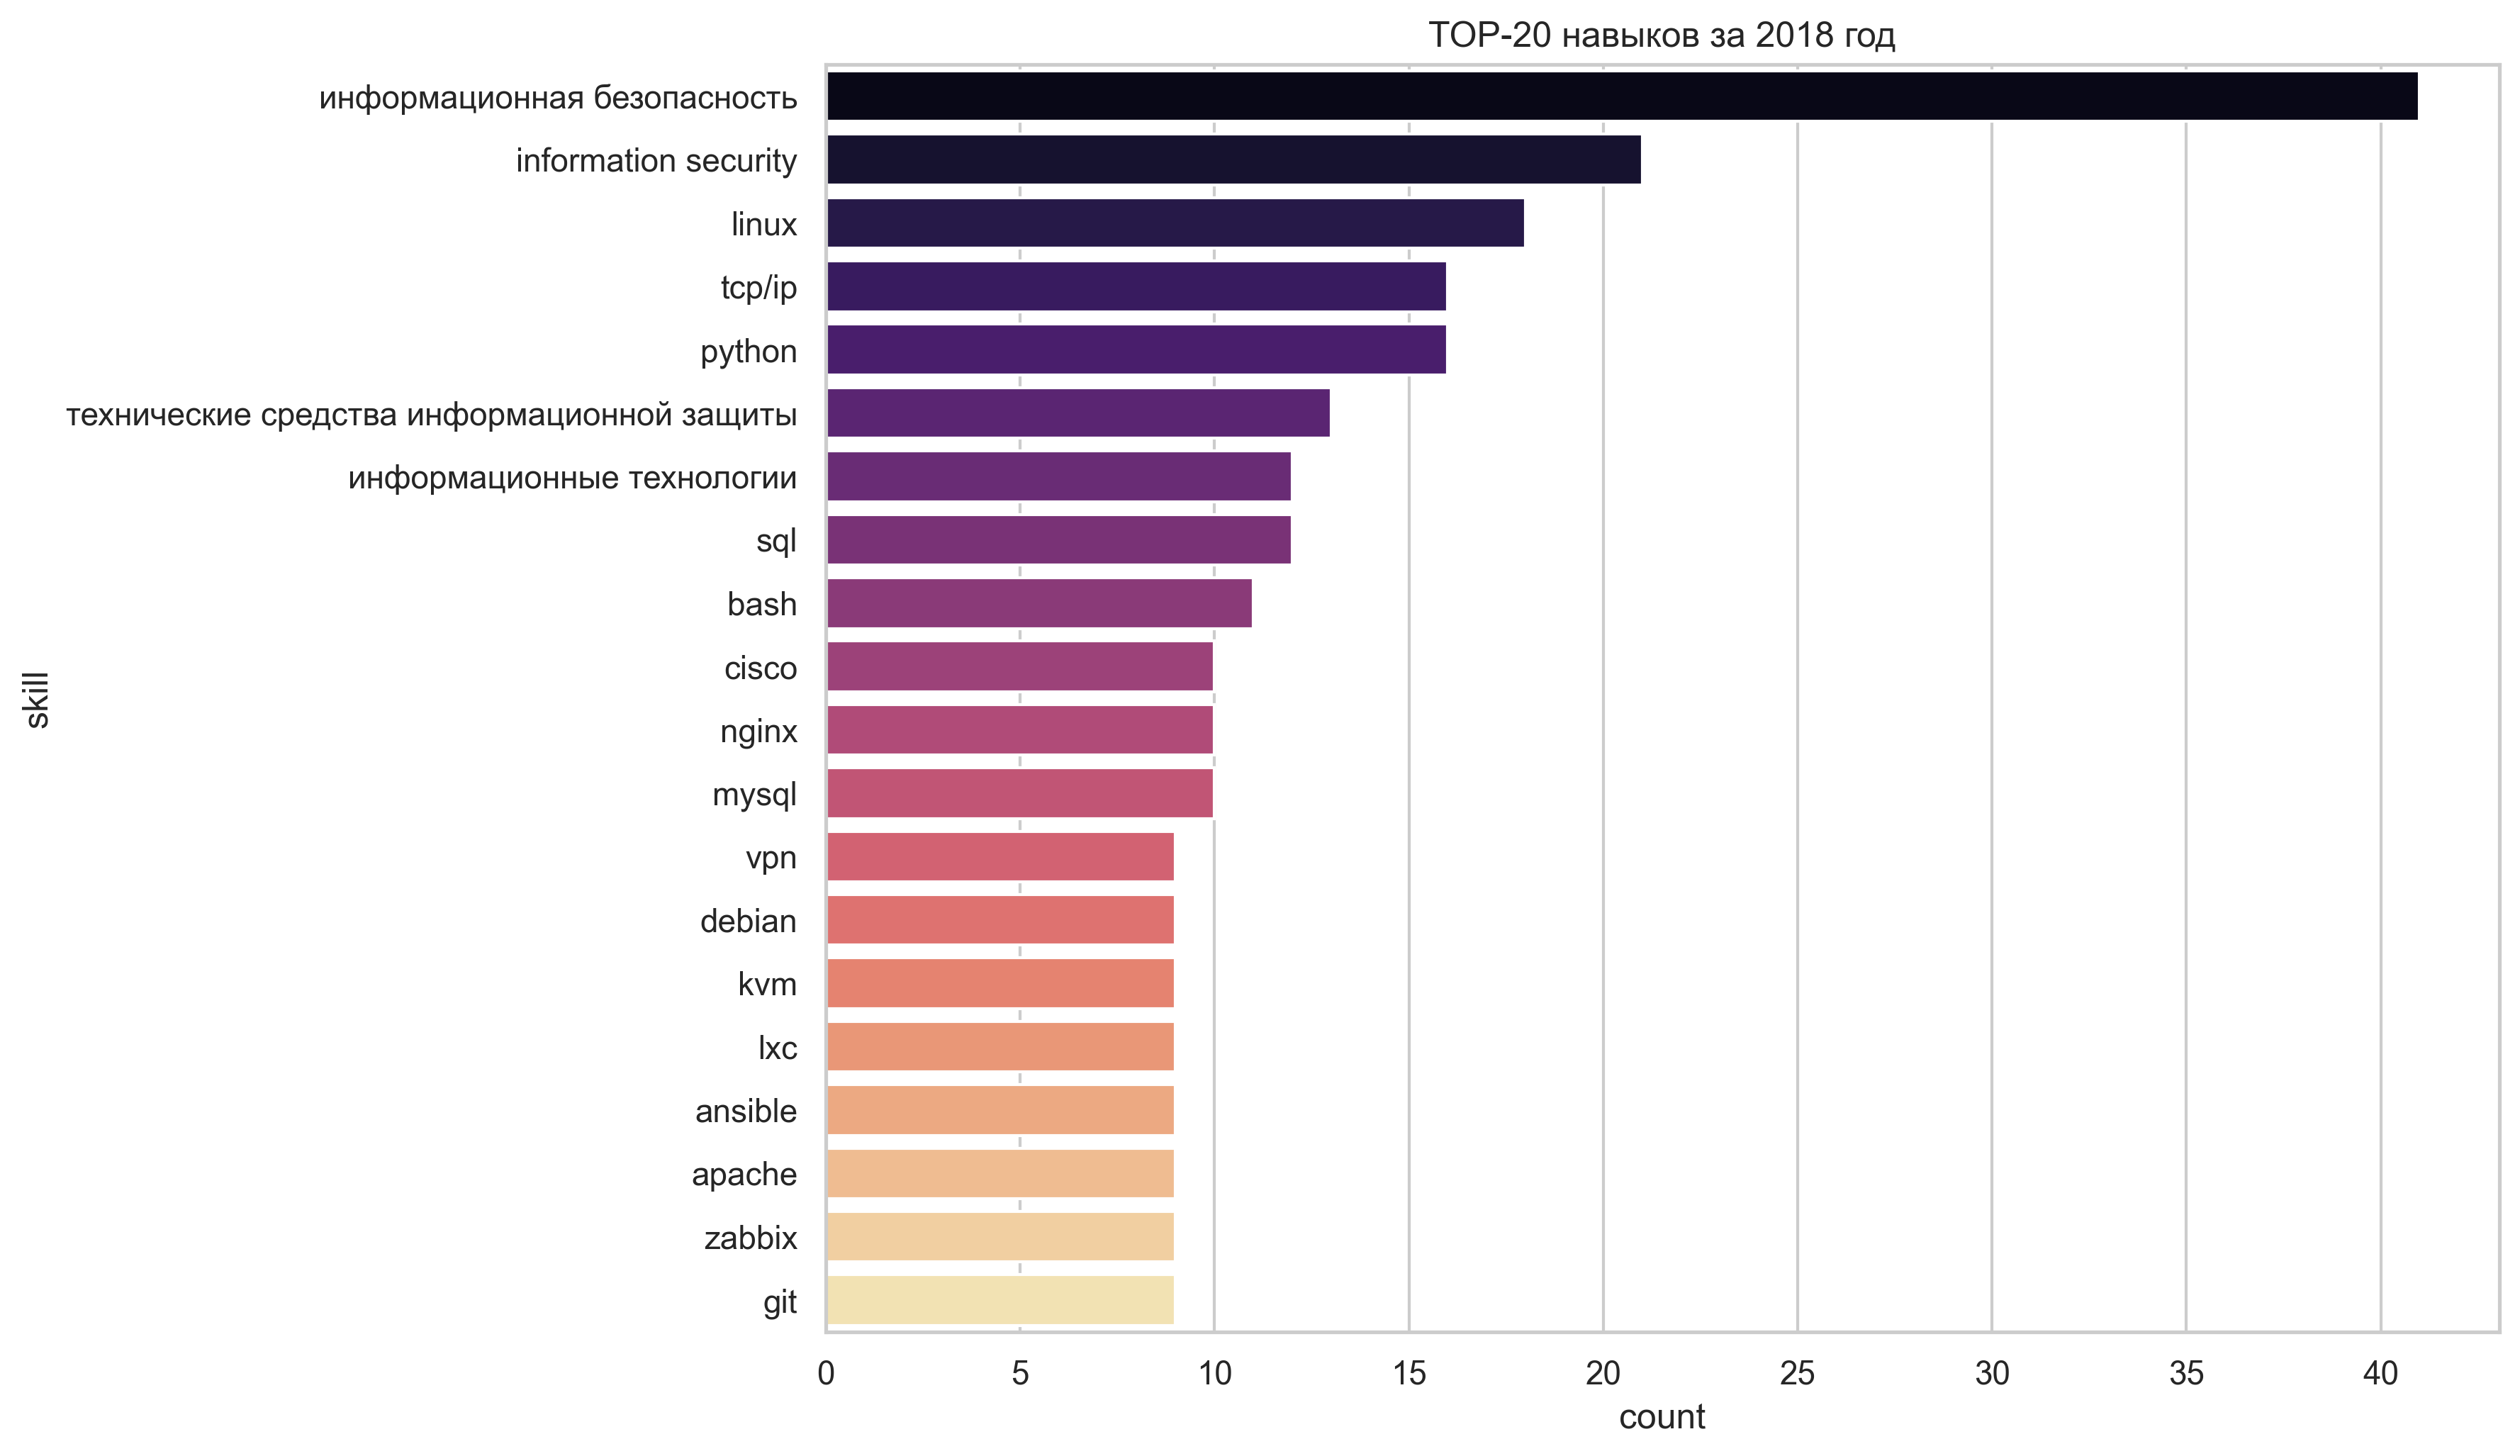 TOP-20 навыков за 2018 год
информационная безопасность
information security
linux
tcp/ip
python
технические средства информационной защиты
информационные технологии
sql
bash
cisco
nginx
mysql
vpn
debian
kvm
lxc
ansible
apache
zabbix
git
skill
0 5 10 15 20 25 30 35 40
count